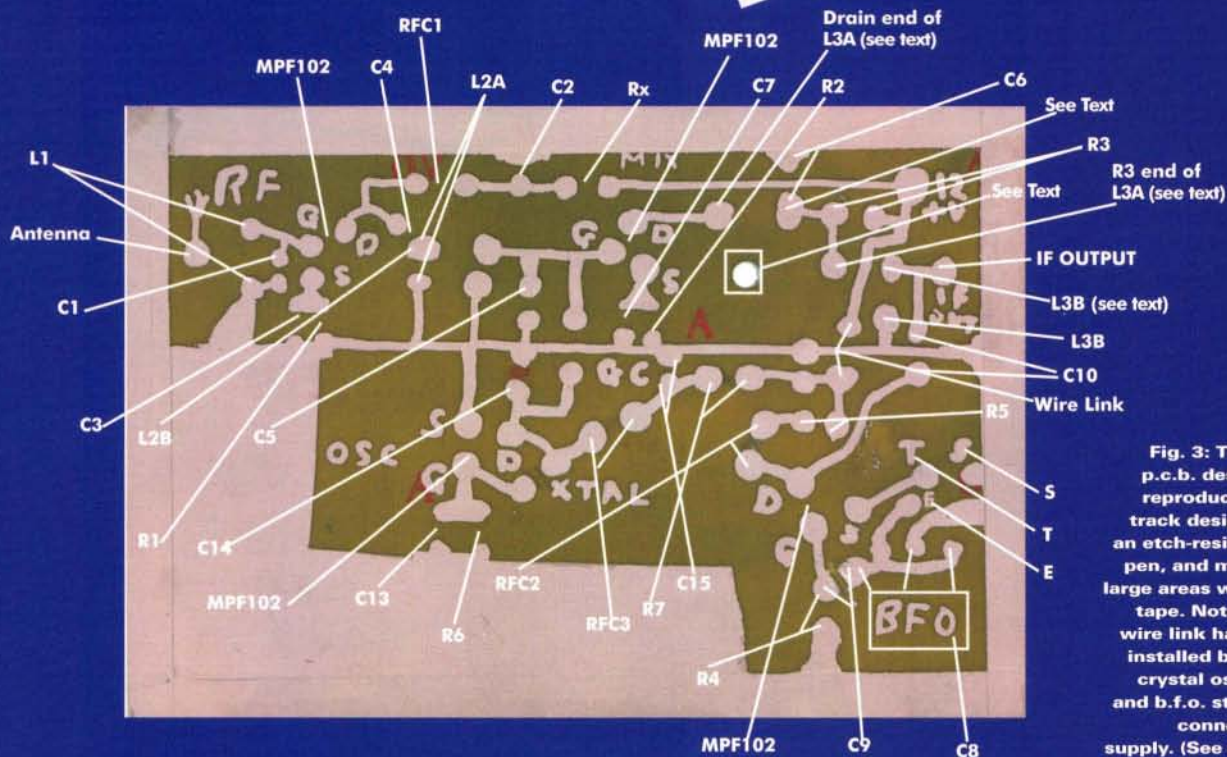 Drain end of
L3A (see text)
RFC1
MPF102
MPF102
C4
L2A
C2
Rx
C7
R2
C6
See Text
L1
R3
R3 end of
L3A (see text)
See Text
Antenna
IF OUTPUT
C1
L3B (see text)
L3B
C10
Wire Link
C3
L2B
C5
R5
R1
C14
S
T
E
MPF102
C13
R6
RFC2
RFC3
R7
C15
R4
MPF102
C9
C8
RF
G
D
S
MIX
G
D
S
12
+V
IF
A
OSC
S
G
D
XTAL
D
G
S
T
S
E
BFO
Fig. 3: T
p.c.b. de
reproduc
track desi
an etch-resi
pen, and m
large areas w
tape. Not
wire link ha
installed b
crystal os
and b.f.o. st
conn
supply. (See